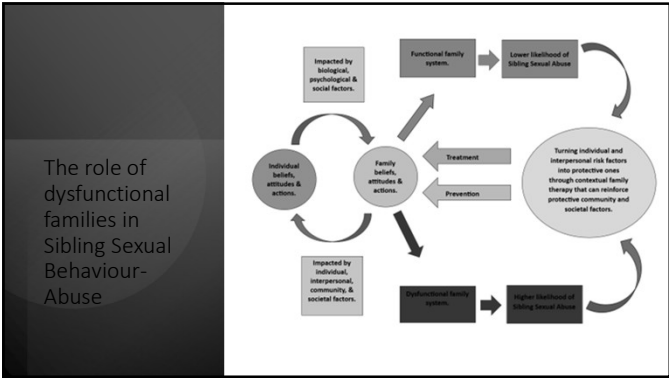 The role of
dysfunctional
families in
Sibling Sexual
Behaviour-
Abuse
Impacted by
biological,
psychological &
social factors.
Individual
beliefs,
attitudes &
actions.
Family
beliefs,
attitudes &
actions.
Impacted by
individual,
interpersonal,
community, &
societal factors.
Functional family
system.
Lower likelihood of
Sibling Sexual Abuse
Treatment
Prevention
Turning individual and
interpersonal risk factors
into protective ones
through contextual family
therapy that can reinforce
protective community and
societal factors.
Dysfunctional family
system.
Higher likelihood of
Sibling Sexual Abuse